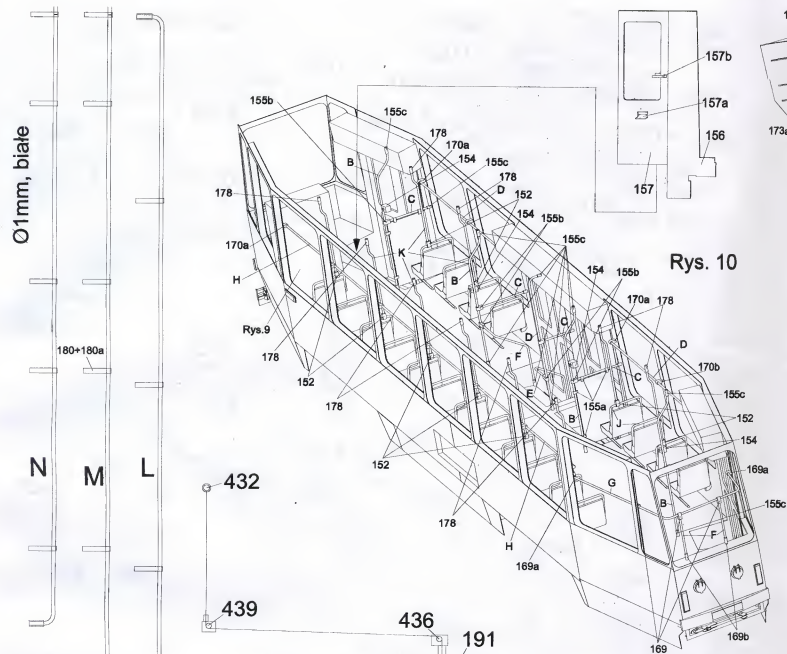 Ø1mm, białe
180+180a
N
M
L
432
439
436
191
157b
157a
156
157
173a
Rys. 10
155b
155c
B
178
170a
154
155c
C
178
D
152
154
155b
155c
178
170a
H
K
B
C
154
155b
170a
178
Rys.9
178
D
C
D
152
F
170b
C
155c
178
E
B
155a
J
152
154
152
G
169a
B
155c
178
H
F
169a
169
169b